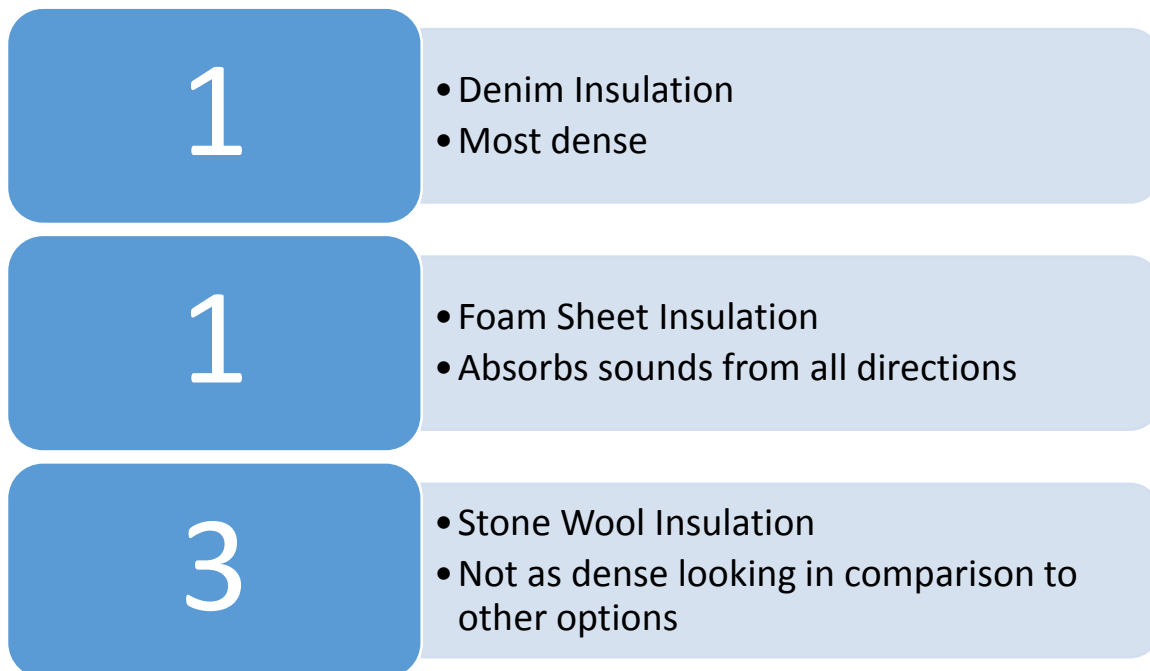 1
• Denim Insulation
• Most dense
1
• Foam Sheet Insulation
• Absorbs sounds from all directions
3
• Stone Wool Insulation
• Not as dense looking in comparison to
other options